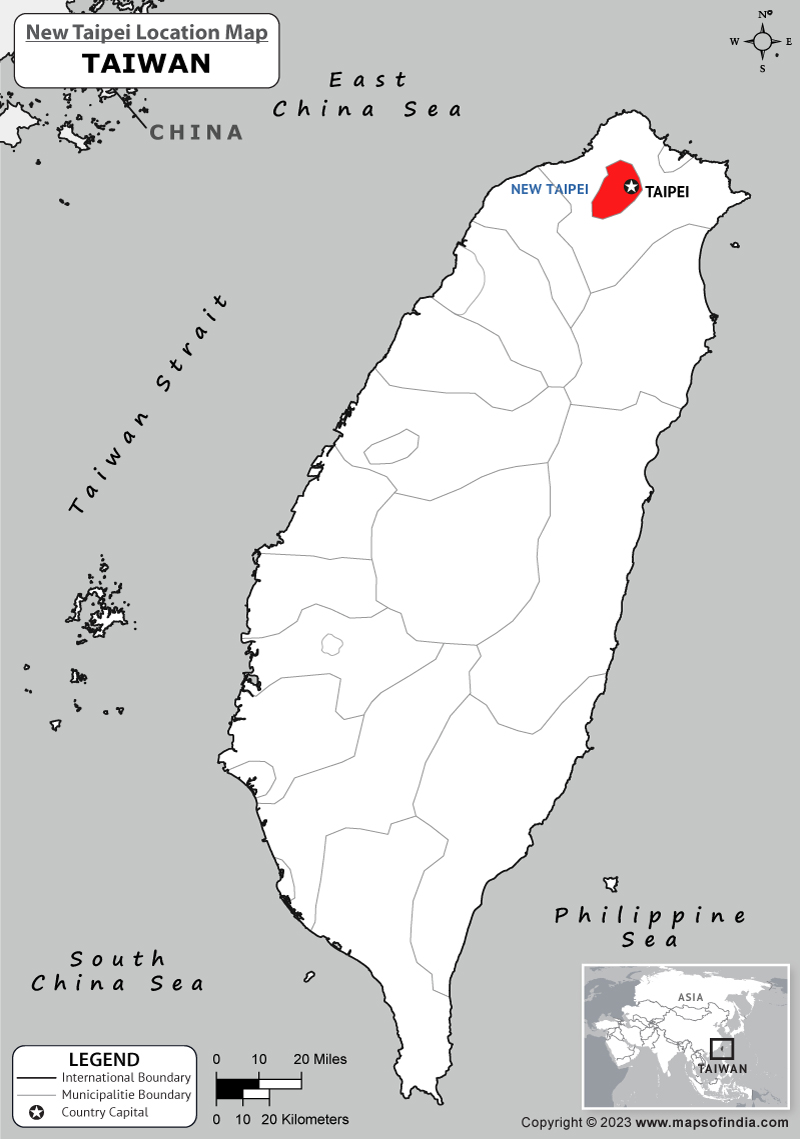 New Taipei Location Map
TAIWAN
N
W
E
S
East
China Sea
CHINA
NEW TAIPEI
TAIPEI
Taiwan Strait
Philippine
Sea
South
China Sea
ASIA
TAIWAN
LEGEND
International Boundary
Municipalitie Boundary
Country Capital
0 10 20 Miles
0 10 20 Kilometers
Copyright © 2023 www.mapsofindia.com